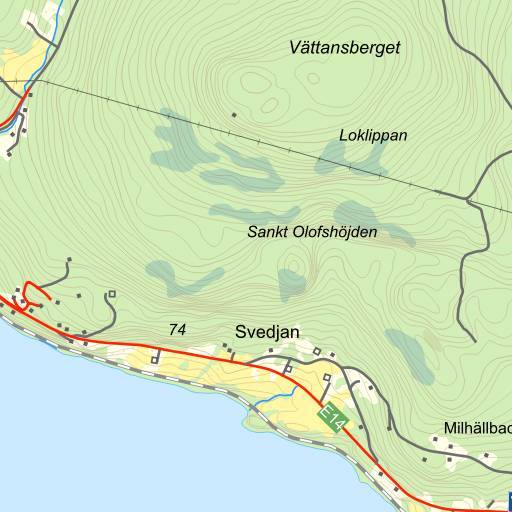 Vättansberget
Loklippan
Sankt Olofshöjden
74
Svedjan
E14
Milhällbac